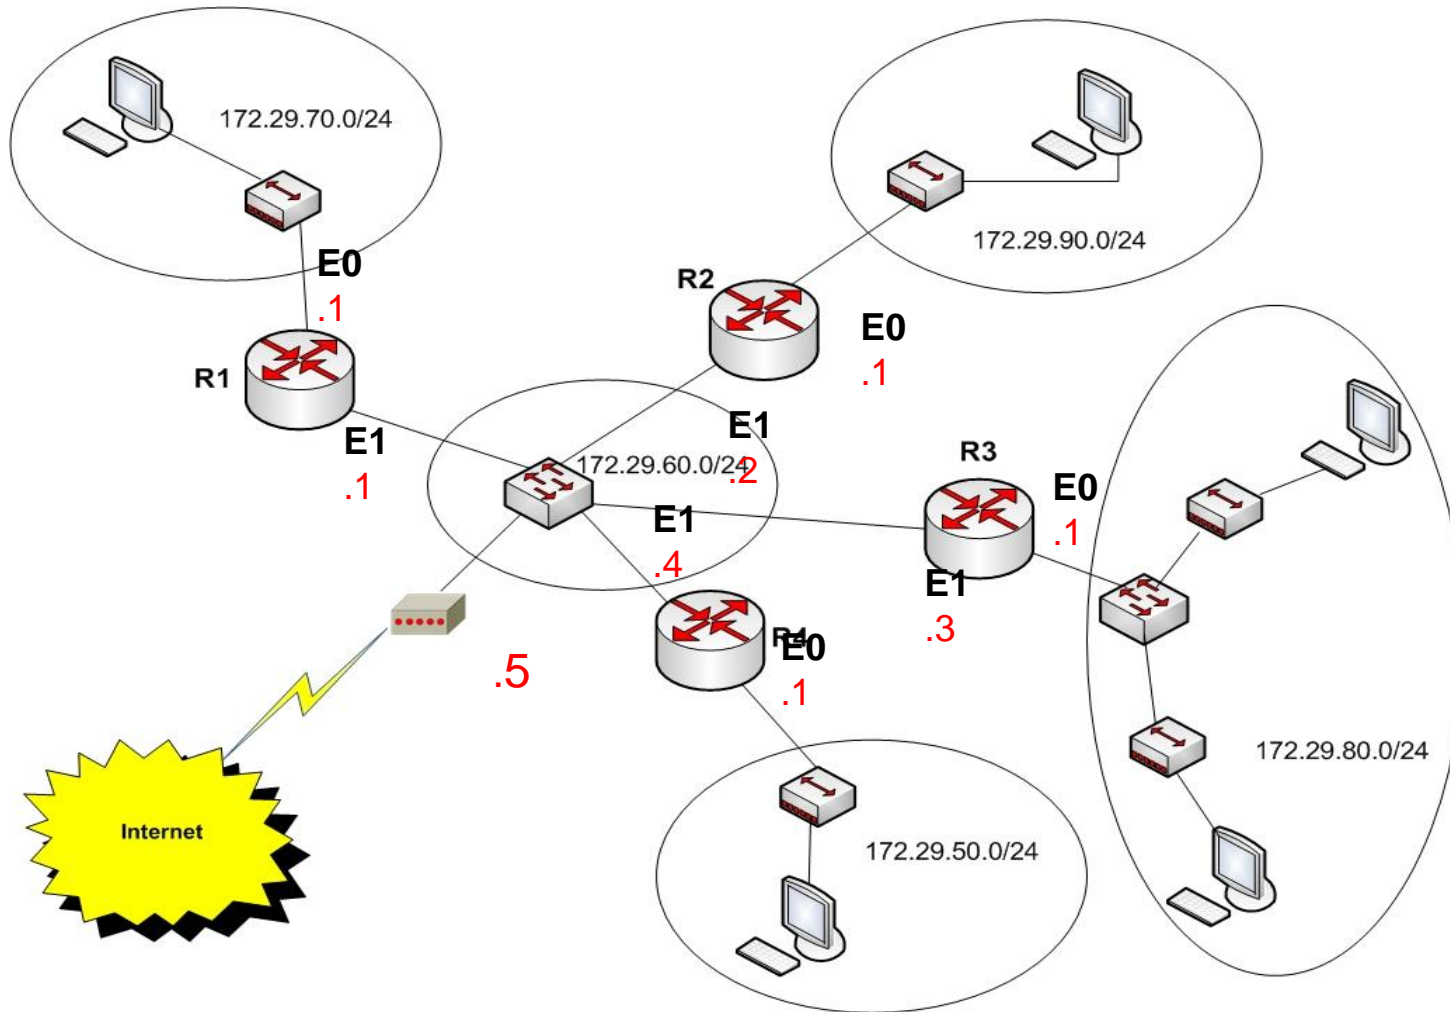 172.29.70.0/24
172.29.90.0/24
E0
.1
R2
E0
.1
R1
E1
.1
E1
.2
172.29.60.0/24
R3
E0
.1
E1
.4
E1
.3
R4
E0
.1
.5
172.29.80.0/24
Internet
172.29.50.0/24